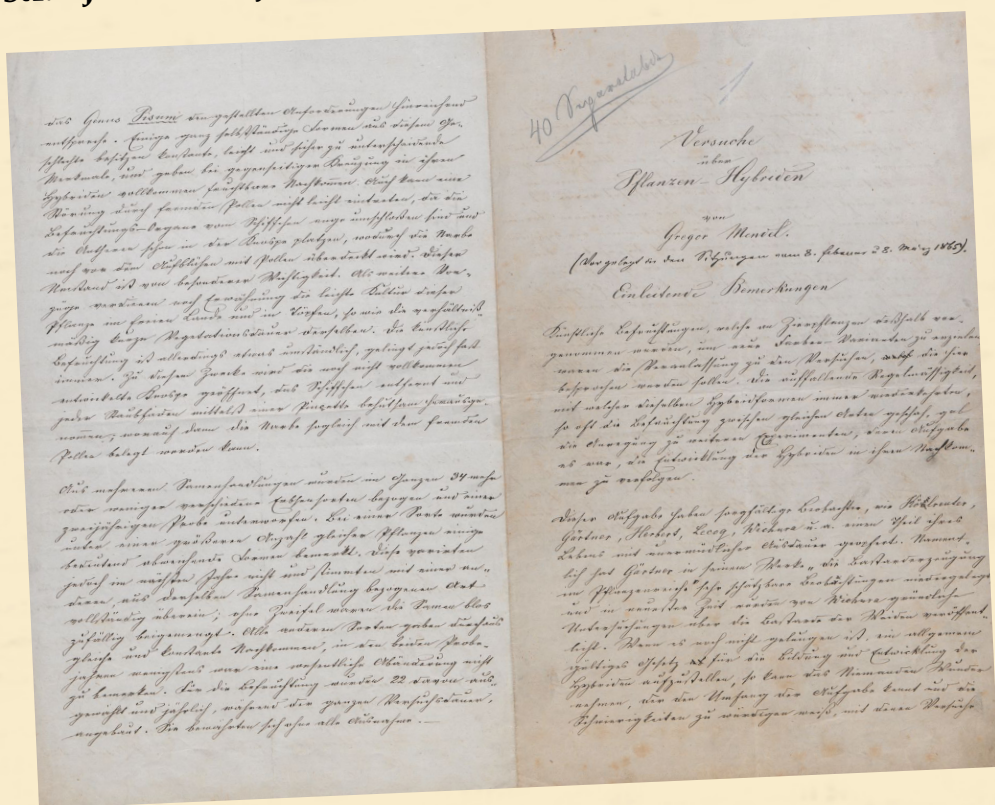 das Genus Pisum den gestellten Anforderungen hinreichend
entspreche. Einige ganz selbstständige Formen aus diesem Ge-
schlechte besitzen constante, leicht und sicher zu unterscheidende
Merkmale, und geben bei gegenseitiger Kreuzung in ihren
Hybriden vollkommen fruchtbare Nachkommen. Auch kann eine
Störung durch fremden Pollen nicht leicht eintreten, da die
Befruchtungs-Organe vom Schiffchen enge umschlossen sind und
die Antheren schon in der Knospe platzen, wodurch die Narbe
noch vor dem Aufblühen mit Pollen überdeckt wird. Dieser
Umstand ist von besonderer Wichtigkeit. Als weitere Vor-
züge verdienen noch Erwähnung die leichte Kultur dieser
Pflanze im freien Lande und in Töpfen, so wie die verhältniß-
mäßig kurze Vegetationsdauer derselben. Die künstliche
Befruchtung ist allerdings etwas umständlich, gelingt jedoch fast
immer. Zu diesem Zwecke wird die noch nicht vollkommen
entwickelte Knospe geöffnet, das Schiffchen entfernt und
jeder Staubfaden mittelst einer Pinzette behutsam herausge-
nommen, worauf dann die Narbe sogleich mit dem fremden
Pollen belegt werden kann.
Aus mehreren Samenhandlungen wurden im Ganzen 34 mehr
oder weniger verschiedene Erbsensorten bezogen und einer
zweijährigen Probe unterworfen. Bei einer Sorte wurden
unter einer größeren Anzahl gleicher Pflanzen einige
bedeutend abweichende Formen bemerkt. Diese variirten
jedoch im nächsten Jahre nicht und stimmten mit einer an-
deren aus derselben Samenhandlung bezogenen Art
vollständig überein; ohne Zweifel waren die Samen blos
zufällig beigemengt. Alle anderen Sorten gaben durchaus
gleiche und constante Nachkommen, in den beiden Probe-
jahren wenigstens war eine wesentliche Abänderung nicht
zu bemerken. Für die Befruchtung wurden 22 davon aus-
gewählt und jährlich, während der ganzen Versuchsdauer,
angebaut. Sie bewährten sich ohne alle Ausnahme.
40 Separatabdr
1
Versuche
über
Pflanzen-Hybriden
von
Gregor Mendel.
(Vorgelegt in den Sitzungen vom 8. Februar u. 8. März 1865).
Einleitende Bemerkungen
Künstliche Befruchtungen, welche an Zierpflanzen deßhalb vor-
genommen wurden, um neue Farben-Varianten zu erzielen
waren die Veranlassung zu den Versuchen, welche hier
besprochen werden sollen. Die auffallende Regelmässigkeit,
mit welcher dieselben Hybridformen immer wiederkehrten,
so oft die Befruchtung zwischen gleichen Arten geschah, gab
die Anregung zu weiteren Experimenten, deren Aufgabe
es war, die Entwicklung der Hybriden in ihren Nachkom-
men zu verfolgen.
Dieser Aufgabe haben sorgfältige Beobachter, wie Kölreuter,
Gärtner, Herbert, Lecoq, Wichura u. a. einen Theil ihres
Lebens mit unermüdlicher Ausdauer geopfert. Nament-
lich hat Gärtner in seinem Werke „die Bastarderzeugung
im Pflanzenreiche" sehr schätzbare Beobachtungen niedergelegt
und in neuester Zeit wurden von Wichura gründliche
Untersuchungen über die Bastarde der Weiden veröffent-
licht. Wenn es noch nicht gelungen ist, ein allgemein
gültiges Gesetz für die Bildung und Entwicklung der
Hybriden aufzustellen, so kann das Niemanden Wunder
nehmen, der den Umfang der Aufgabe kennt und die
Schwierigkeiten zu würdigen weiß, mit denen Versuche